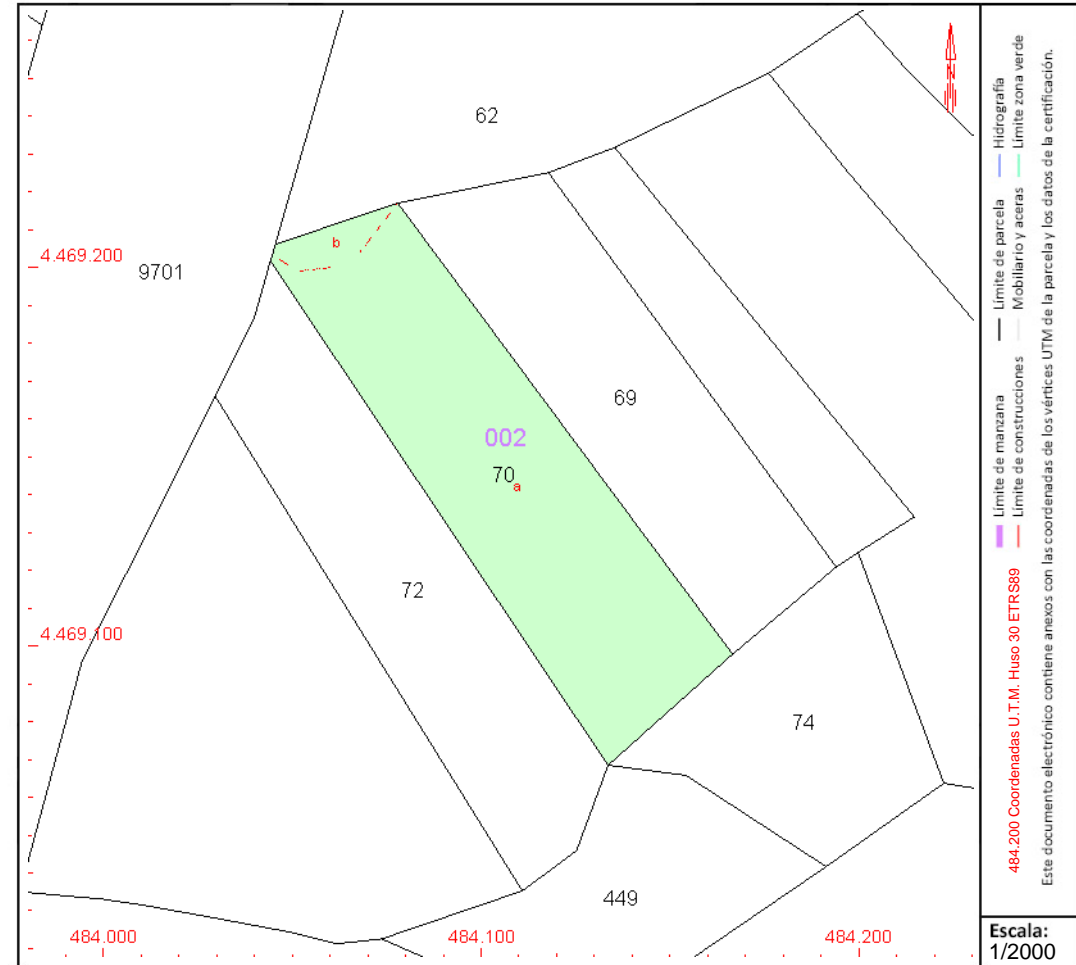 62
b
4.469.200
9701
69
002
70
a
72
4.469.100
74
449
484.000
484.100
484.200
N
Hidrografía
Límite zona verde
Límite de parcela
Mobiliario y aceras
Límite de manzana
Límite de construcciones
484.200 Coordenadas U.T.M. Huso 30 ETRS89
Este documento electrónico contiene anexos con las coordenadas de los vértices UTM de la parcela y los datos de la certificación.
Escala:
1/2000